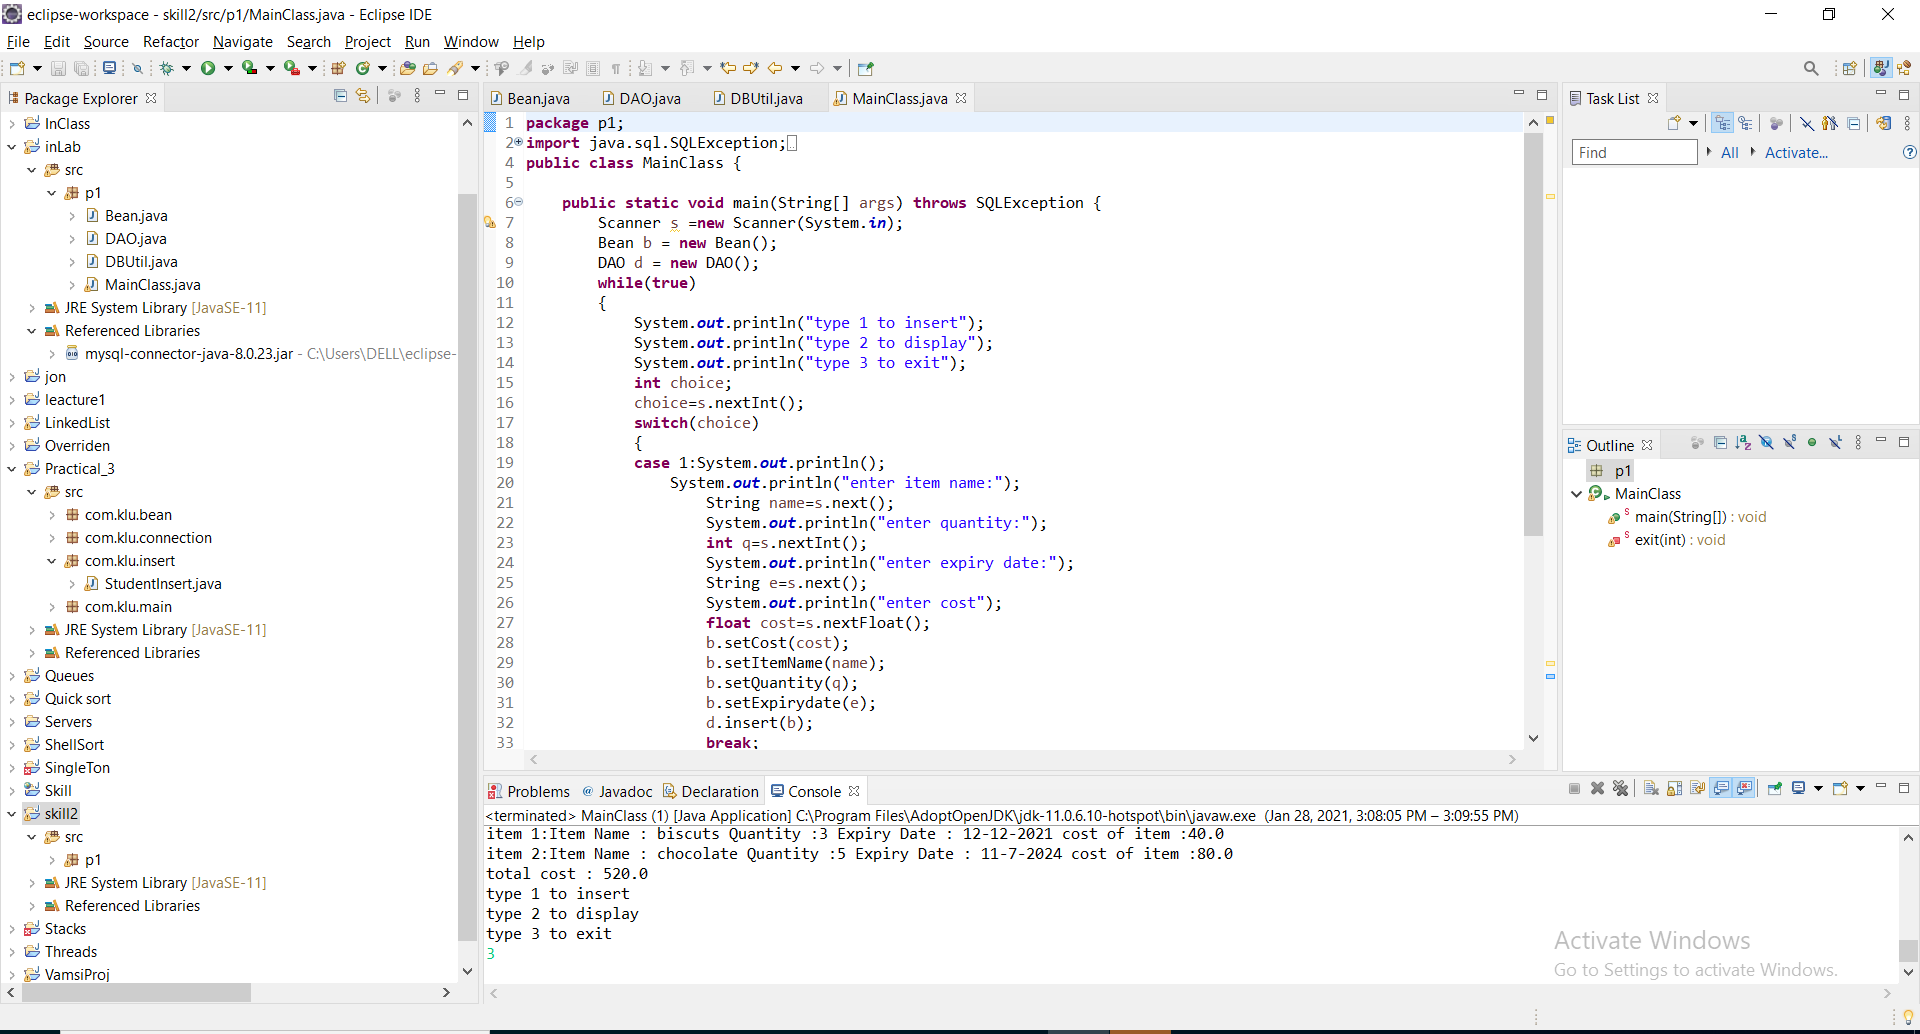 eclipse-workspace - skill2/src/p1/MainClass.java - Eclipse IDE
File Edit Source Refactor Navigate Search Project Run Window Help
Package Explorer
InClass
inLab
src
p1
Bean.java
DAO.java
DBUtil.java
MainClass.java
JRE System Library [JavaSE-11]
Referenced Libraries
mysql-connector-java-8.0.23.jar - C:\Users\DELL\eclipse-
jon
leacture1
LinkedList
Overriden
Practical_3
src
com.klu.bean
com.klu.connection
com.klu.insert
StudentInsert.java
com.klu.main
JRE System Library [JavaSE-11]
Referenced Libraries
Queues
Quick sort
Servers
ShellSort
SingleTon
Skill
skill2
src
p1
JRE System Library [JavaSE-11]
Referenced Libraries
Stacks
Threads
VamsiProj
Bean.java DAO.java DBUtil.java MainClass.java
1 package p1;
2 import java.sql.SQLException;
4 public class MainClass {
5
6 public static void main(String[] args) throws SQLException {
7 Scanner s =new Scanner(System.in);
8 Bean b = new Bean();
9 DAO d = new DAO();
10 while(true)
11 {
12 System.out.println("type 1 to insert");
13 System.out.println("type 2 to display");
14 System.out.println("type 3 to exit");
15 int choice;
16 choice=s.nextInt();
17 switch(choice)
18 {
19 case 1:System.out.println();
20 System.out.println("enter item name:");
21 String name=s.next();
22 System.out.println("enter quantity:");
23 int q=s.nextInt();
24 System.out.println("enter expiry date:");
25 String e=s.next();
26 System.out.println("enter cost");
27 float cost=s.nextFloat();
28 b.setCost(cost);
29 b.setItemName(name);
30 b.setQuantity(q);
31 b.setExpirydate(e);
32 d.insert(b);
33 break;
Task List
Find All Activate...
Outline
p1
MainClass
main(String[]) : void
exit(int) : void
Problems @ Javadoc Declaration Console
<terminated> MainClass (1) [Java Application] C:\Program Files\AdoptOpenJDK\jdk-11.0.6.10-hotspot\bin\javaw.exe (Jan 28, 2021, 3:08:05 PM – 3:09:55 PM)
item 1:Item Name : biscuts Quantity :3 Expiry Date : 12-12-2021 cost of item :40.0
item 2:Item Name : chocolate Quantity :5 Expiry Date : 11-7-2024 cost of item :80.0
total cost : 520.0
type 1 to insert
type 2 to display
type 3 to exit
3
Activate Windows
Go to Settings to activate Windows.